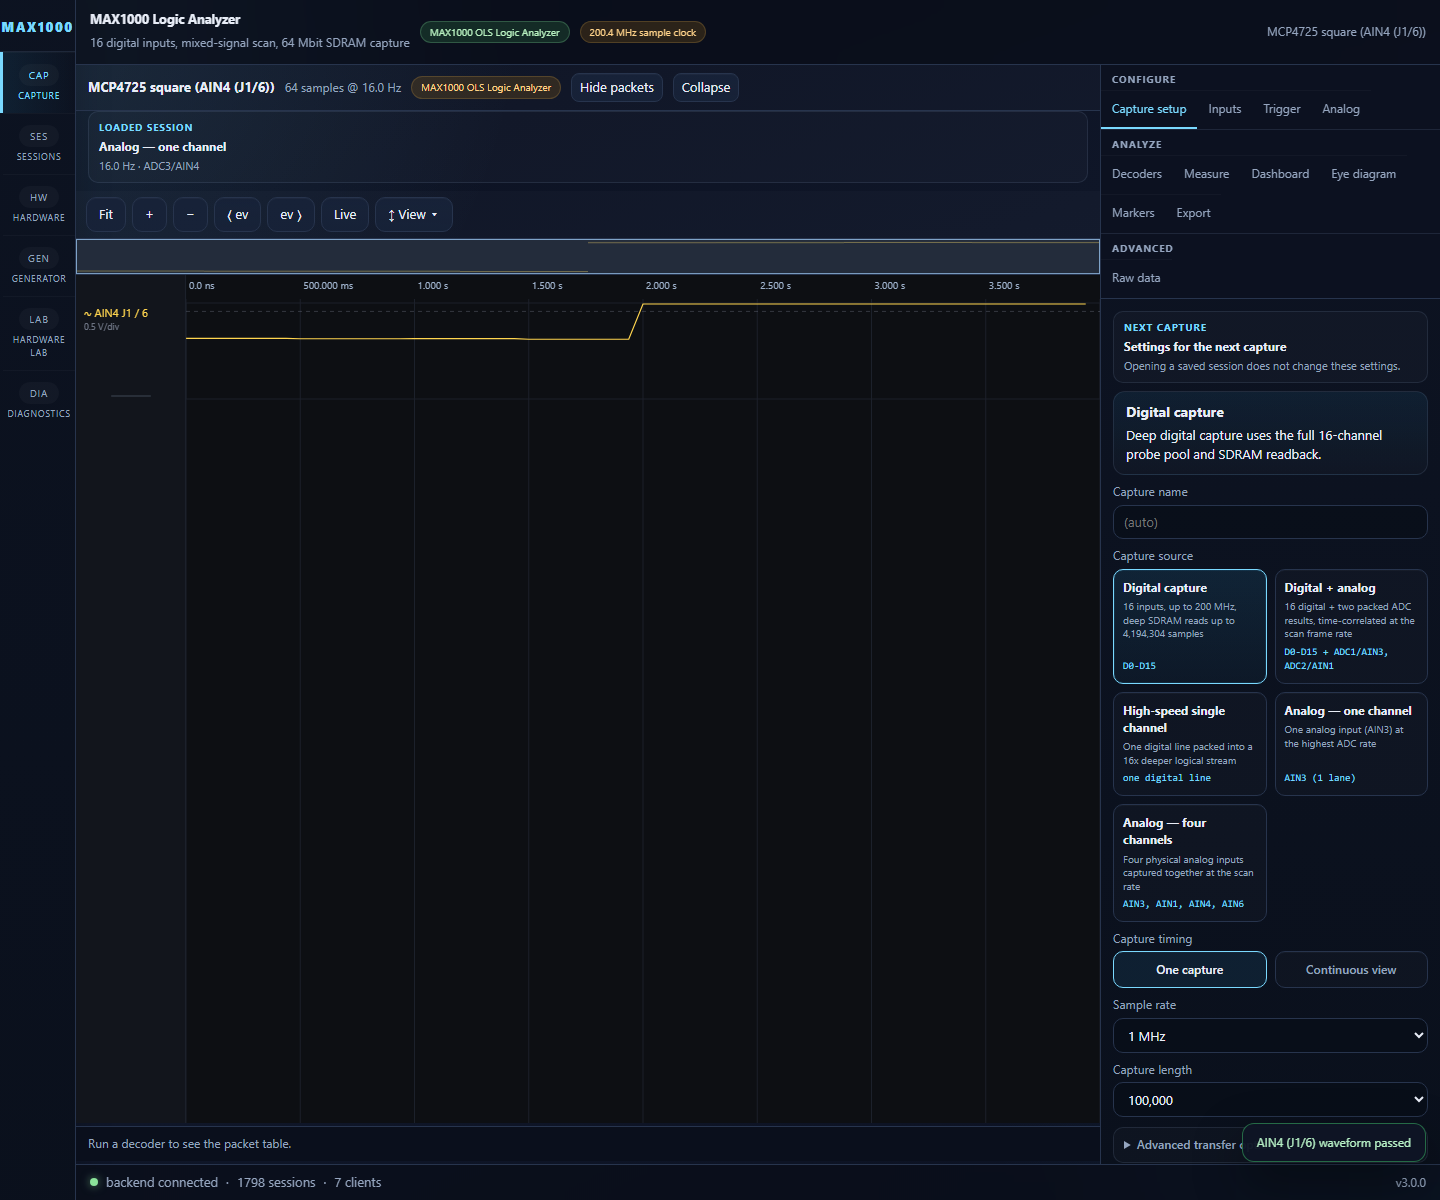 MAX1000
MAX1000 Logic Analyzer
16 digital inputs, mixed-signal scan, 64 Mbit SDRAM capture
MAX1000 OLS Logic Analyzer
200.4 MHz sample clock
MCP4725 square (AIN4 (J1/6))
CAP
CAPTURE
SES
SESSIONS
HW
HARDWARE
GEN
GENERATOR
LAB
HARDWARE
LAB
DIA
DIAGNOSTICS
MCP4725 square (AIN4 (J1/6))
64 samples @ 16.0 Hz
MAX1000 OLS Logic Analyzer
Hide packets
Collapse
LOADED SESSION
Analog — one channel
16.0 Hz · ADC3/AIN4
Fit
+
−
⟨ ev
ev ⟩
Live
↕ View ▾
0.0 ns
500.000 ms
1.000 s
1.500 s
2.000 s
2.500 s
3.000 s
3.500 s
~ AIN4 J1 / 6
0.5 V/div
Run a decoder to see the packet table.
CONFIGURE
Capture setup
Inputs
Trigger
Analog
ANALYZE
Decoders
Measure
Dashboard
Eye diagram
Markers
Export
ADVANCED
Raw data
NEXT CAPTURE
Settings for the next capture
Opening a saved session does not change these settings.
Digital capture
Deep digital capture uses the full 16-channel
probe pool and SDRAM readback.
Capture name
(auto)
Capture source
Digital capture
16 inputs, up to 200 MHz,
deep SDRAM reads up to
4,194,304 samples
D0-D15
Digital + analog
16 digital + two packed ADC
results, time-correlated at the
scan frame rate
D0-D15 + ADC1/AIN3,
ADC2/AIN1
High-speed single
channel
One digital line packed into a
16x deeper logical stream
one digital line
Analog — one channel
One analog input (AIN3) at
the highest ADC rate
AIN3 (1 lane)
Analog — four
channels
Four physical analog inputs
captured together at the scan
rate
AIN3, AIN1, AIN4, AIN6
Capture timing
One capture
Continuous view
Sample rate
1 MHz
Capture length
100,000
▶ Advanced transfer
AIN4 (J1/6) waveform passed
backend connected · 1798 sessions · 7 clients
v3.0.0